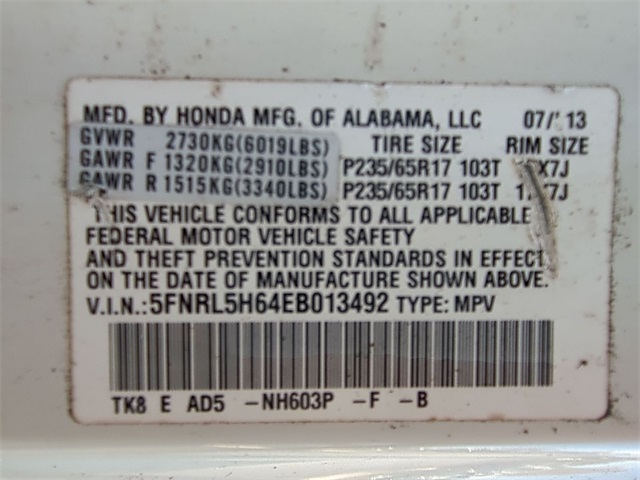 MFD. BY HONDA MFG. OF ALABAMA, LLC 07/13
GVWR 2730KG(6019LBS) TIRE SIZE RIM SIZE
GAWR F 1320KG(2910LBS) P235/65R17 103T X7J
GAWR R 1515KG(3340LBS) P235/65R17 103T 17X7J
THIS VEHICLE CONFORMS TO ALL APPLICABLE
FEDERAL MOTOR VEHICLE SAFETY
AND THEFT PREVENTION STANDARDS IN EFFECT
ON THE DATE OF MANUFACTURE SHOWN ABOVE.
V.I.N.: 5FNRL5H64EB013492 TYPE: MPV
TK8 E AD5 -NH603P -F -B